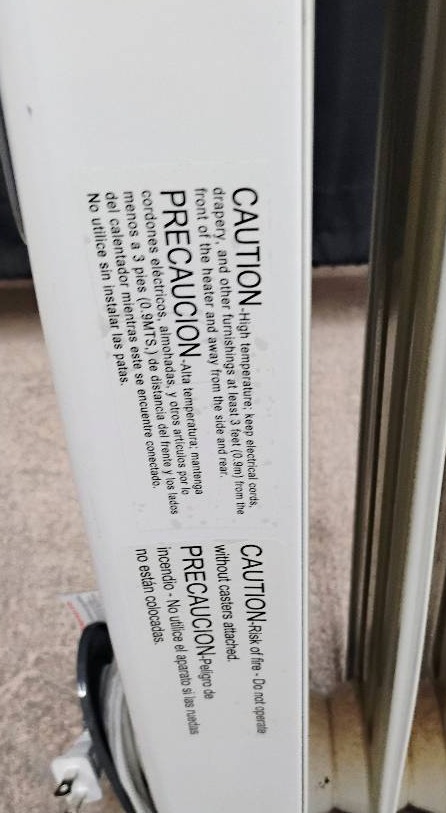 CAUTION-High temperature; keep electrical cords,
drapery, and other furnishings at least 3 feet (0.9m) from the
front of the heater and away from the side and rear.
PRECAUCION-Alta temperatura; mantenga
cordones eléctricos, almohadas, y otros artículos por lo
menos a 3 pies (0.9MTS.) de distancia del frente y los lados
del calentador mientras este se encuentre conectado.
No utilice sin instalar las patas.
CAUTION-Risk of fire - Do not operate
without casters attached.
PRECAUCION-Peligro de
incendio - No utilice el aparato si las ruedas
no están colocadas.